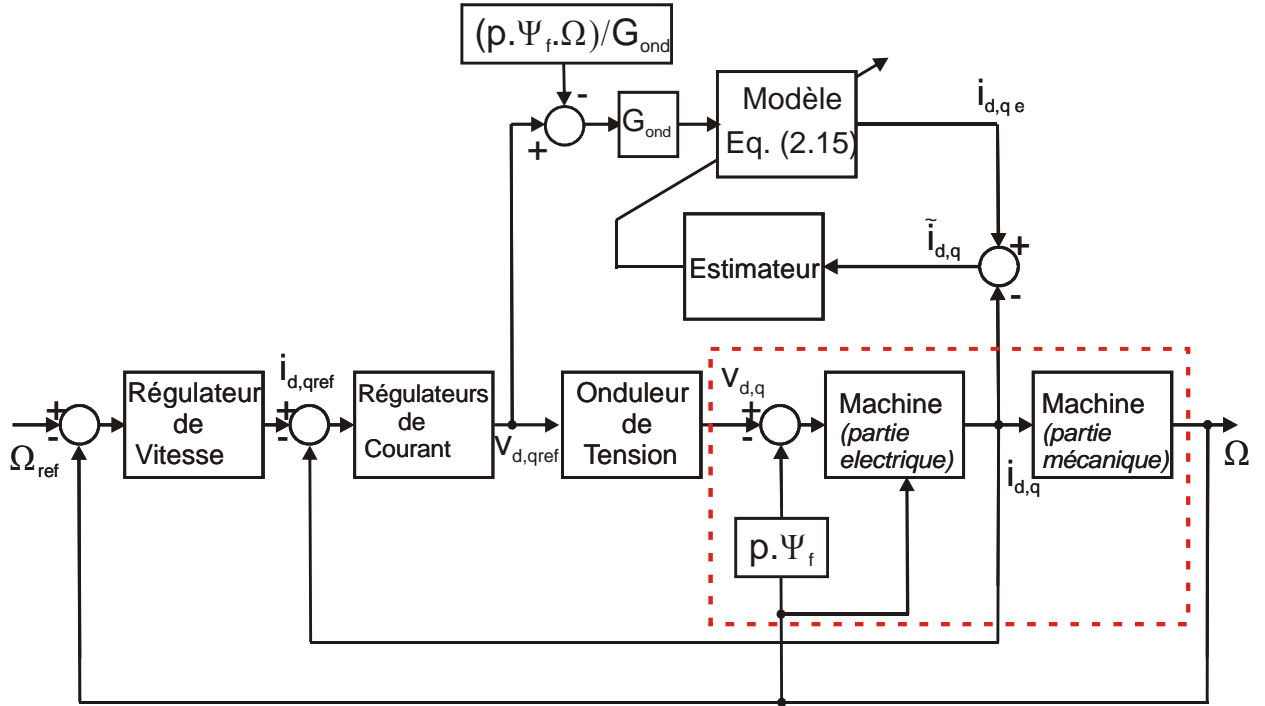 (p.Ψf.Ω)/Gond
-
+
Gond
Modèle
Eq. (2.15)
id,q e
ĩd,q
+
-
Estimateur
+
-
Ωref
Régulateur
de
Vitesse
id,qref
+
-
Régulateurs
de
Courant
vd,qref
Onduleur
de
Tension
vd,q
+
-
Machine
(partie
electrique)
id,q
Machine
(partie
mécanique)
Ω
p.Ψf